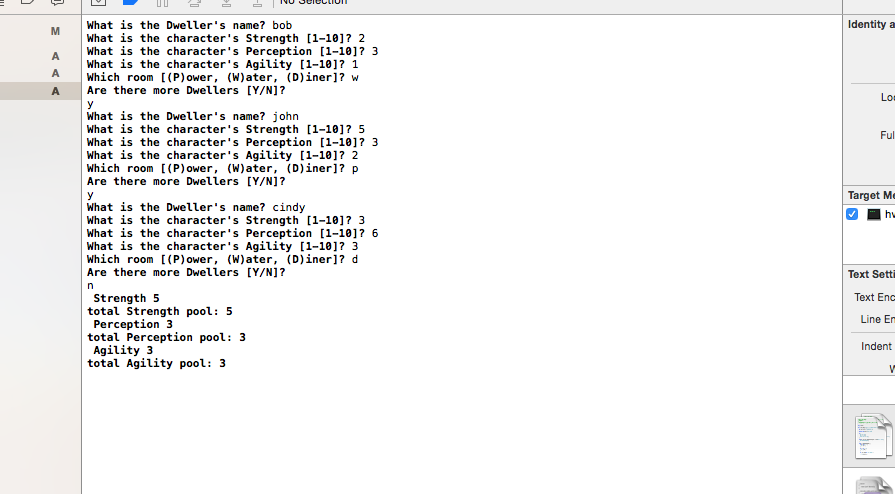 No Selection
M
A
A
A
What is the Dweller's name? bob
What is the character's Strength [1-10]? 2
What is the character's Perception [1-10]? 3
What is the character's Agility [1-10]? 1
Which room [(P)ower, (W)ater, (D)iner]? w
Are there more Dwellers [Y/N]?
y
What is the Dweller's name? john
What is the character's Strength [1-10]? 5
What is the character's Perception [1-10]? 3
What is the character's Agility [1-10]? 2
Which room [(P)ower, (W)ater, (D)iner]? p
Are there more Dwellers [Y/N]?
y
What is the Dweller's name? cindy
What is the character's Strength [1-10]? 3
What is the character's Perception [1-10]? 6
What is the character's Agility [1-10]? 3
Which room [(P)ower, (W)ater, (D)iner]? d
Are there more Dwellers [Y/N]?
n
Strength 5
total Strength pool: 5
Perception 3
total Perception pool: 3
Agility 3
total Agility pool: 3
Identity a
Lo
Ful
Target Me
hv
Text Setti
Text Enc
Line En
Indent
W